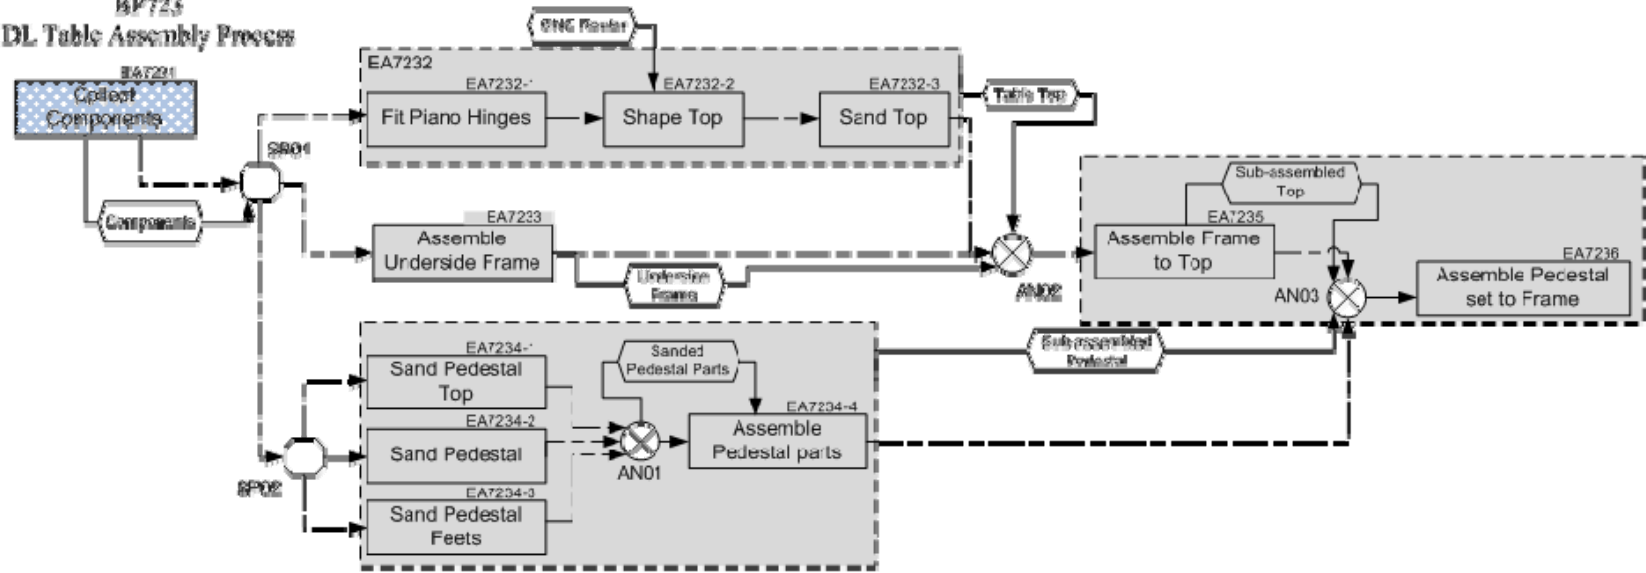 BP723
DL Table Assembly Process
EA7231
Collect
Components
Components
SP01
CNC Router
EA7232
EA7232-1
Fit Piano Hinges
EA7232-2
Shape Top
EA7232-3
Sand Top
Table Top
EA7233
Assemble
Underside Frame
Underside
Frame
AN02
Sub-assembled
Top
EA7235
Assemble Frame
to Top
AN03
EA7236
Assemble Pedestal
set to Frame
SP02
EA7234-1
Sand Pedestal
Top
EA7234-2
Sand Pedestal
EA7234-3
Sand Pedestal
Feets
Sanded
Pedestal Parts
AN01
EA7234-4
Assemble
Pedestal parts
Sub-assembled
Pedestal